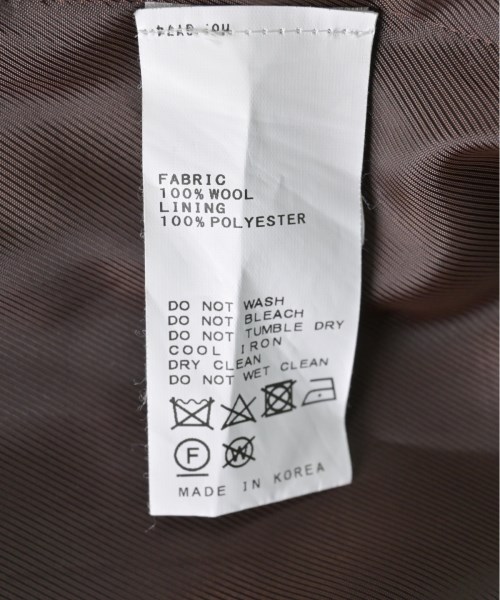 FABRIC
100% WOOL
LINING
100% POLYESTER
DO NOT WASH
DO NOT BLEACH
DO NOT TUMBLE DRY
COOL IRON
DRY CLEAN
DO NOT WET CLEAN
F W
MADE IN KOREA